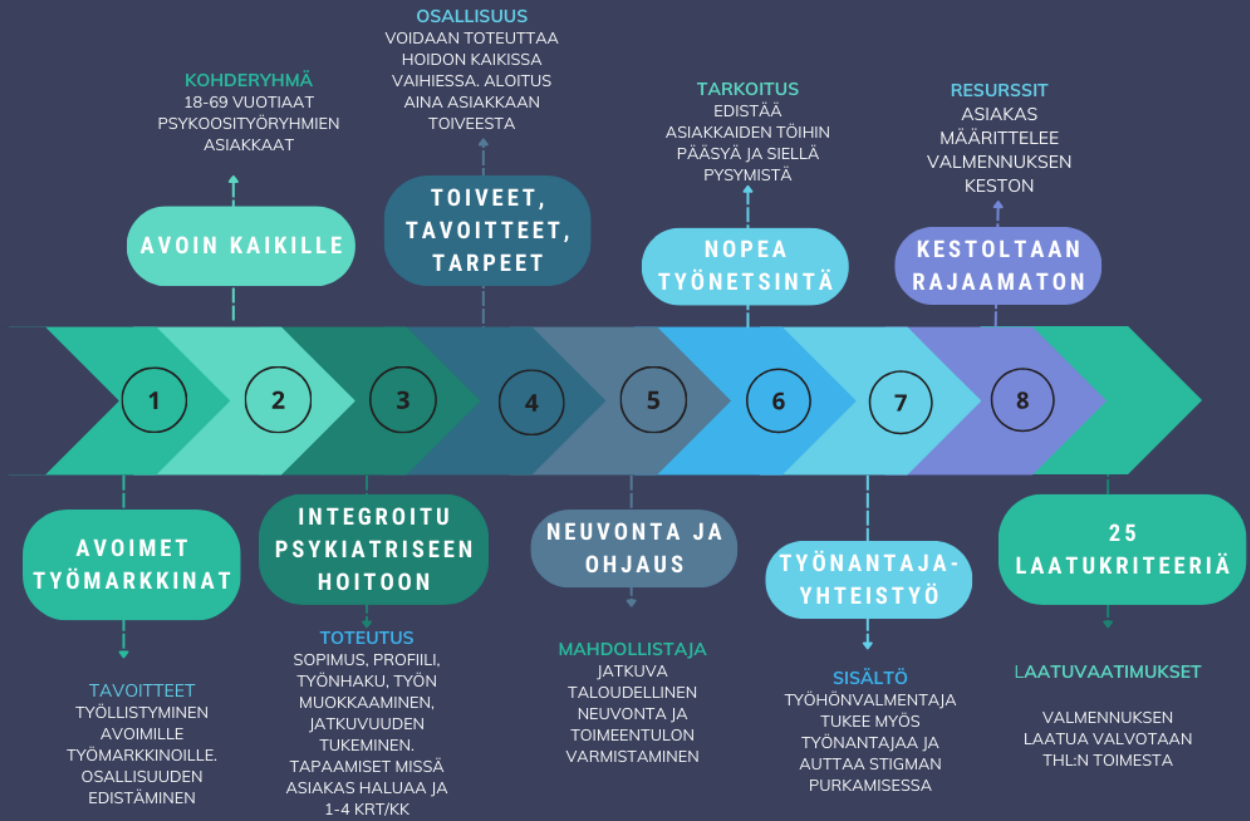 OSALLISUUS
VOIDAAN TOTEUTTAA
HOIDON KAIKISSA
VAIHIESSA. ALOITUS
AINA ASIAKKAAN
TOIVEESTA
KOHDERYHMÄ
18-69 VUOTIAAT
PSYKOOSITYÖRYHMIEN
ASIAKKAAT
TARKOITUS
EDISTÄÄ
ASIAKKAIDEN TÖIHIN
PÄÄSYÄ JA SIELLÄ
PYSYMISTÄ
RESURSSIT
ASIAKAS
MÄÄRITTELEE
VALMENNUKSEN
KESTON
AVOIN KAIKILLE
TOIVEET,
TAVOITTEET,
TARPEET
NOPEA
TYÖNETSINTÄ
KESTOLTAAN
RAJAAMATON
1
2
3
4
5
6
7
8
AVOIMET
TYÖMARKKINAT
INTEGROITU
PSYKIATRISEEN
HOITOON
NEUVONTA JA
OHJAUS
TYÖNANTAJA-
YHTEISTYÖ
25
LAATUKRITEERIÄ
TAVOITTEET
TYÖLLISTYMINEN
AVOIMILLE
TYÖMARKKINOILLE.
OSALLISUUDEN
EDISTÄMINEN
TOTEUTUS
SOPIMUS, PROFIILI,
TYÖNHAKU, TYÖN
MUOKKAAMINEN,
JATKUVUUDEN
TUKEMINEN.
TAPAAMISET MISSÄ
ASIAKAS HALUAA JA
1-4 KRT/KK
MAHDOLLISTAJA
JATKUVA
TALOUDELLINEN
NEUVONTA JA
TOIMEENTULON
VARMISTAMINEN
SISÄLTÖ
TYÖHÖNVALMENTAJA
TUKEE MYÖS
TYÖNANTAJAA JA
AUTTAA STIGMAN
PURKAMISESSA
LAATUVAATIMUKSET
VALMENNUKSEN
LAATUA VALVOTAAN
THL:N TOIMESTA